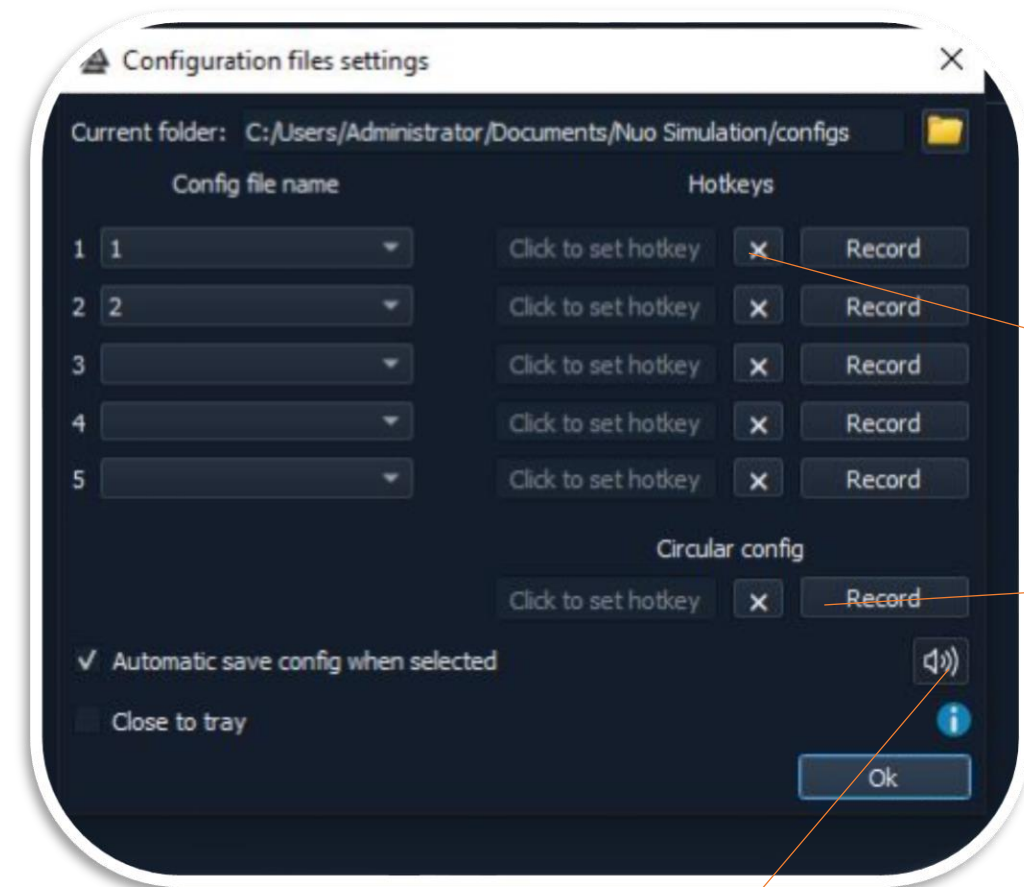 Configuration files settings
Current folder: C:/Users/Administrator/Documents/Nuo Simulation/configs
Config file name Hotkeys
1 1 Click to set hotkey x Record
2 2 Click to set hotkey x Record
3 Click to set hotkey x Record
4 Click to set hotkey x Record
5 Click to set hotkey x Record
Circular config
Click to set hotkey x Record
Automatic save config when selected
Close to tray
Ok